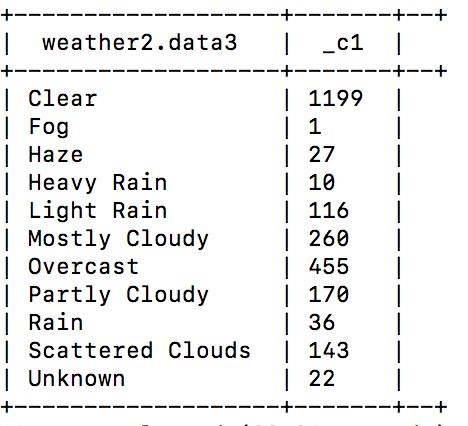 +--------------------+--------+--+
|  weather2.data3    |  _c1   |
+--------------------+--------+--+
| Clear              | 1199   |
| Fog                | 1      |
| Haze               | 27     |
| Heavy Rain         | 10     |
| Light Rain         | 116    |
| Mostly Cloudy      | 260    |
| Overcast           | 455    |
| Partly Cloudy      | 170    |
| Rain               | 36     |
| Scattered Clouds   | 143    |
| Unknown            | 22     |
+--------------------+--------+--+